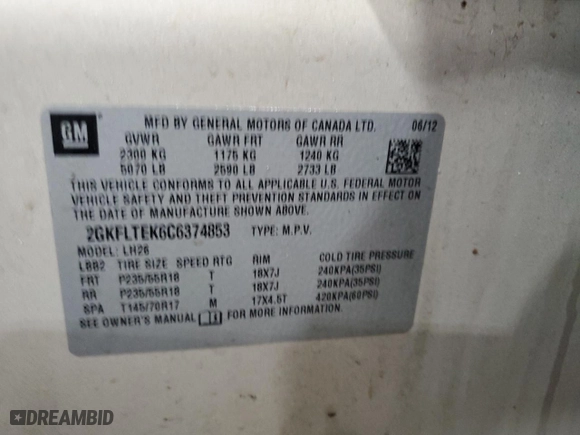 GM
MFD BY GENERAL MOTORS OF CANADA LTD. 06/12
GVWR GAWR FRT GAWR RR
2300 KG 1175 KG 1240 KG
5070 LB 2590 LB 2733 LB
THIS VEHICLE CONFORMS TO ALL APPLICABLE U.S. FEDERAL MOTOR
VEHICLE SAFETY AND THEFT PREVENTION STANDARDS IN EFFECT ON
THE DATE OF MANUFACTURE SHOWN ABOVE.
2GKFLTEK6C6374853 TYPE: M.P.V.
MODEL: LH26
LBB2 TIRE SIZE SPEED RTG RIM COLD TIRE PRESSURE
FRT P235/55R18 T 18X7J 240KPA(35PSI)
RR P235/55R18 T 18X7J 240KPA(35PSI)
SPA T145/70R17 M 17X4.5T 420KPA(60PSI)
SEE OWNER'S MANUAL FOR MORE INFORMATION.
DREAMBID